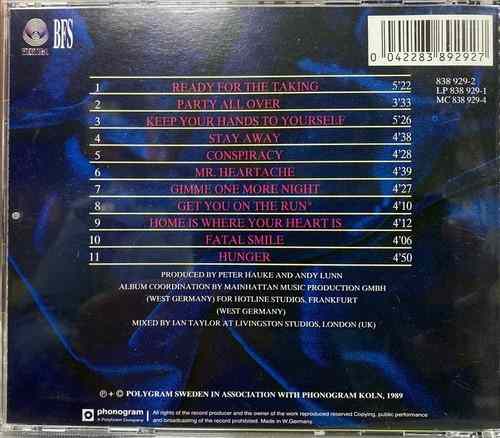 BFS
0 042283 892927
838 929-2
LP 838 929-1
MC 838 929-4
1 READY FOR THE TAKING 5'22
2 PARTY ALL OVER 3'33
3 KEEP YOUR HANDS TO YOURSELF 5'26
4 STAY AWAY 4'38
5 CONSPIRACY 4'28
6 MR. HEARTACHE 4'39
7 GIMME ONE MORE NIGHT 4'27
8 GET YOU ON THE RUN* 4'10
9 HOME IS WHERE YOUR HEART IS 4'12
10 FATAL SMILE 4'06
11 HUNGER 4'50
PRODUCED BY PETER HAUKE AND ANDY LUNN
ALBUM COORDINATION BY MAINHATTAN MUSIC PRODUCTION GMBH
(WEST GERMANY) FOR HOTLINE STUDIOS, FRANKFURT
(WEST GERMANY)
MIXED BY IAN TAYLOR AT LIVINGSTON STUDIOS, LONDON (UK)
℗ + © POLYGRAM SWEDEN IN ASSOCIATION WITH PHONOGRAM KOLN, 1989
phonogram
A PolyGram Company
All rights of the record producer and the owner of the work reproduced reserved. Copying, public performance
and broadcasting of the record prohibited. Made in W.Germany.